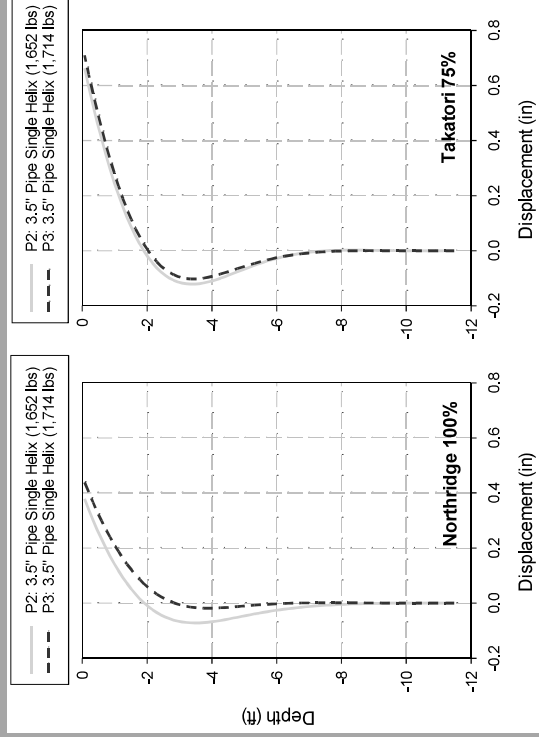 P2: 3.5" Pipe Single Helix (1,652 lbs)
P3: 3.5" Pipe Single Helix (1,714 lbs)
0
-2
-4
-6
-8
-10
-12
Depth (ft)
-0.2
0.0
0.2
0.4
0.6
0.8
Displacement (in)
Northridge 100%
P2: 3.5" Pipe Single Helix (1,652 lbs)
P3: 3.5" Pipe Single Helix (1,714 lbs)
0
-2
-4
-6
-8
-10
-12
-0.2
0.0
0.2
0.4
0.6
0.8
Displacement (in)
Takatori 75%